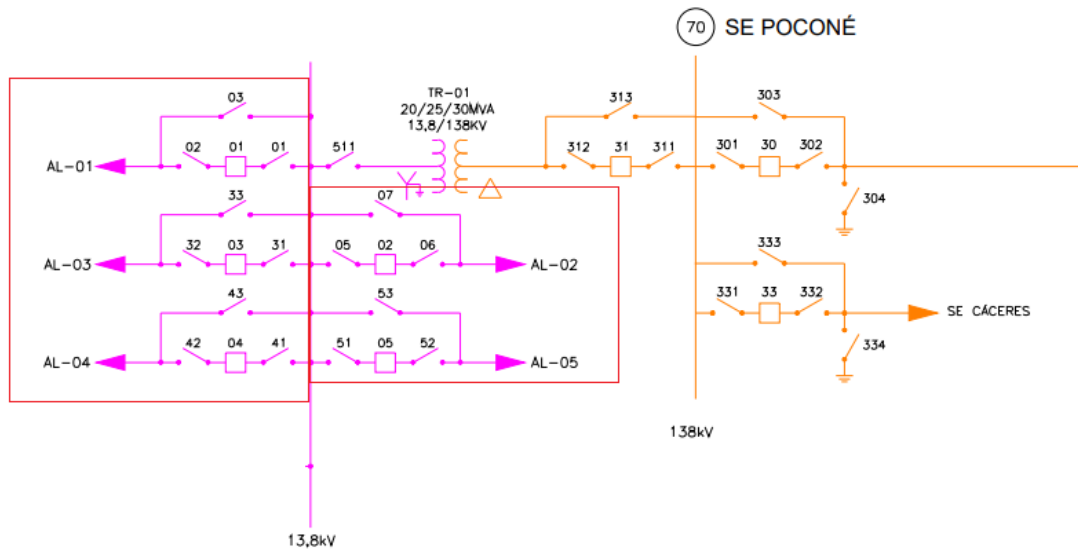 70 SE POCONÉ
TR-01
20/25/30MVA
13,8/138KV
03
313
303
AL-01
02
01
01
511
312
31
311
301
30
302
33
07
304
AL-03
32
03
31
05
02
06
AL-02
333
43
53
331
33
332
SE CÁCERES
334
AL-04
42
04
41
51
05
52
AL-05
138kV
13,8kV